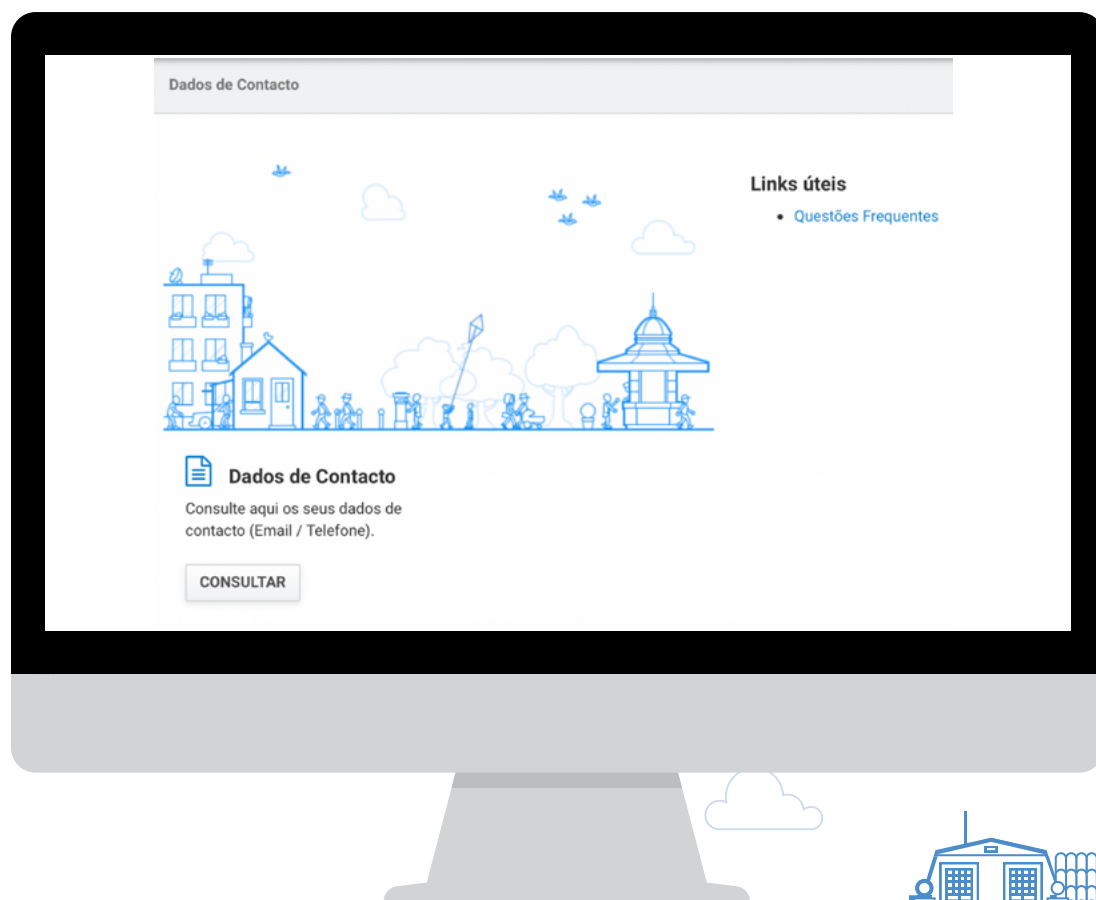 Dados de Contacto
Links úteis
Questões Frequentes
Dados de Contacto
Consulte aqui os seus dados de
contacto (Email / Telefone).
CONSULTAR